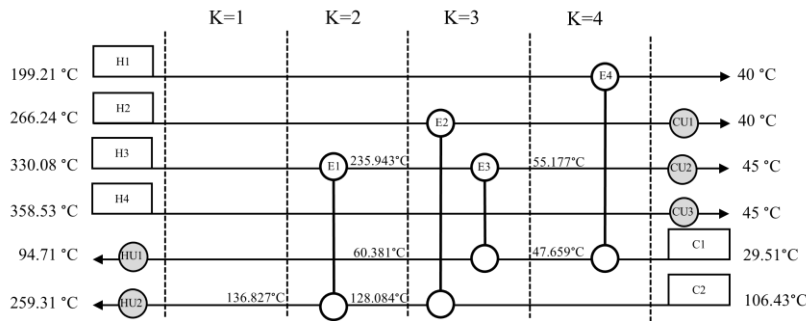 K=1 K=2 K=3 K=4
199.21 °C H1 E4 40 °C
266.24 °C H2 E2 CU1 40 °C
330.08 °C H3 E1 235.943°C E3 55.177°C CU2 45 °C
358.53 °C H4 CU3 45 °C
94.71 °C HU1 60.381°C 47.659°C C1 29.51°C
259.31 °C HU2 136.827°C 128.084°C C2 106.43°C